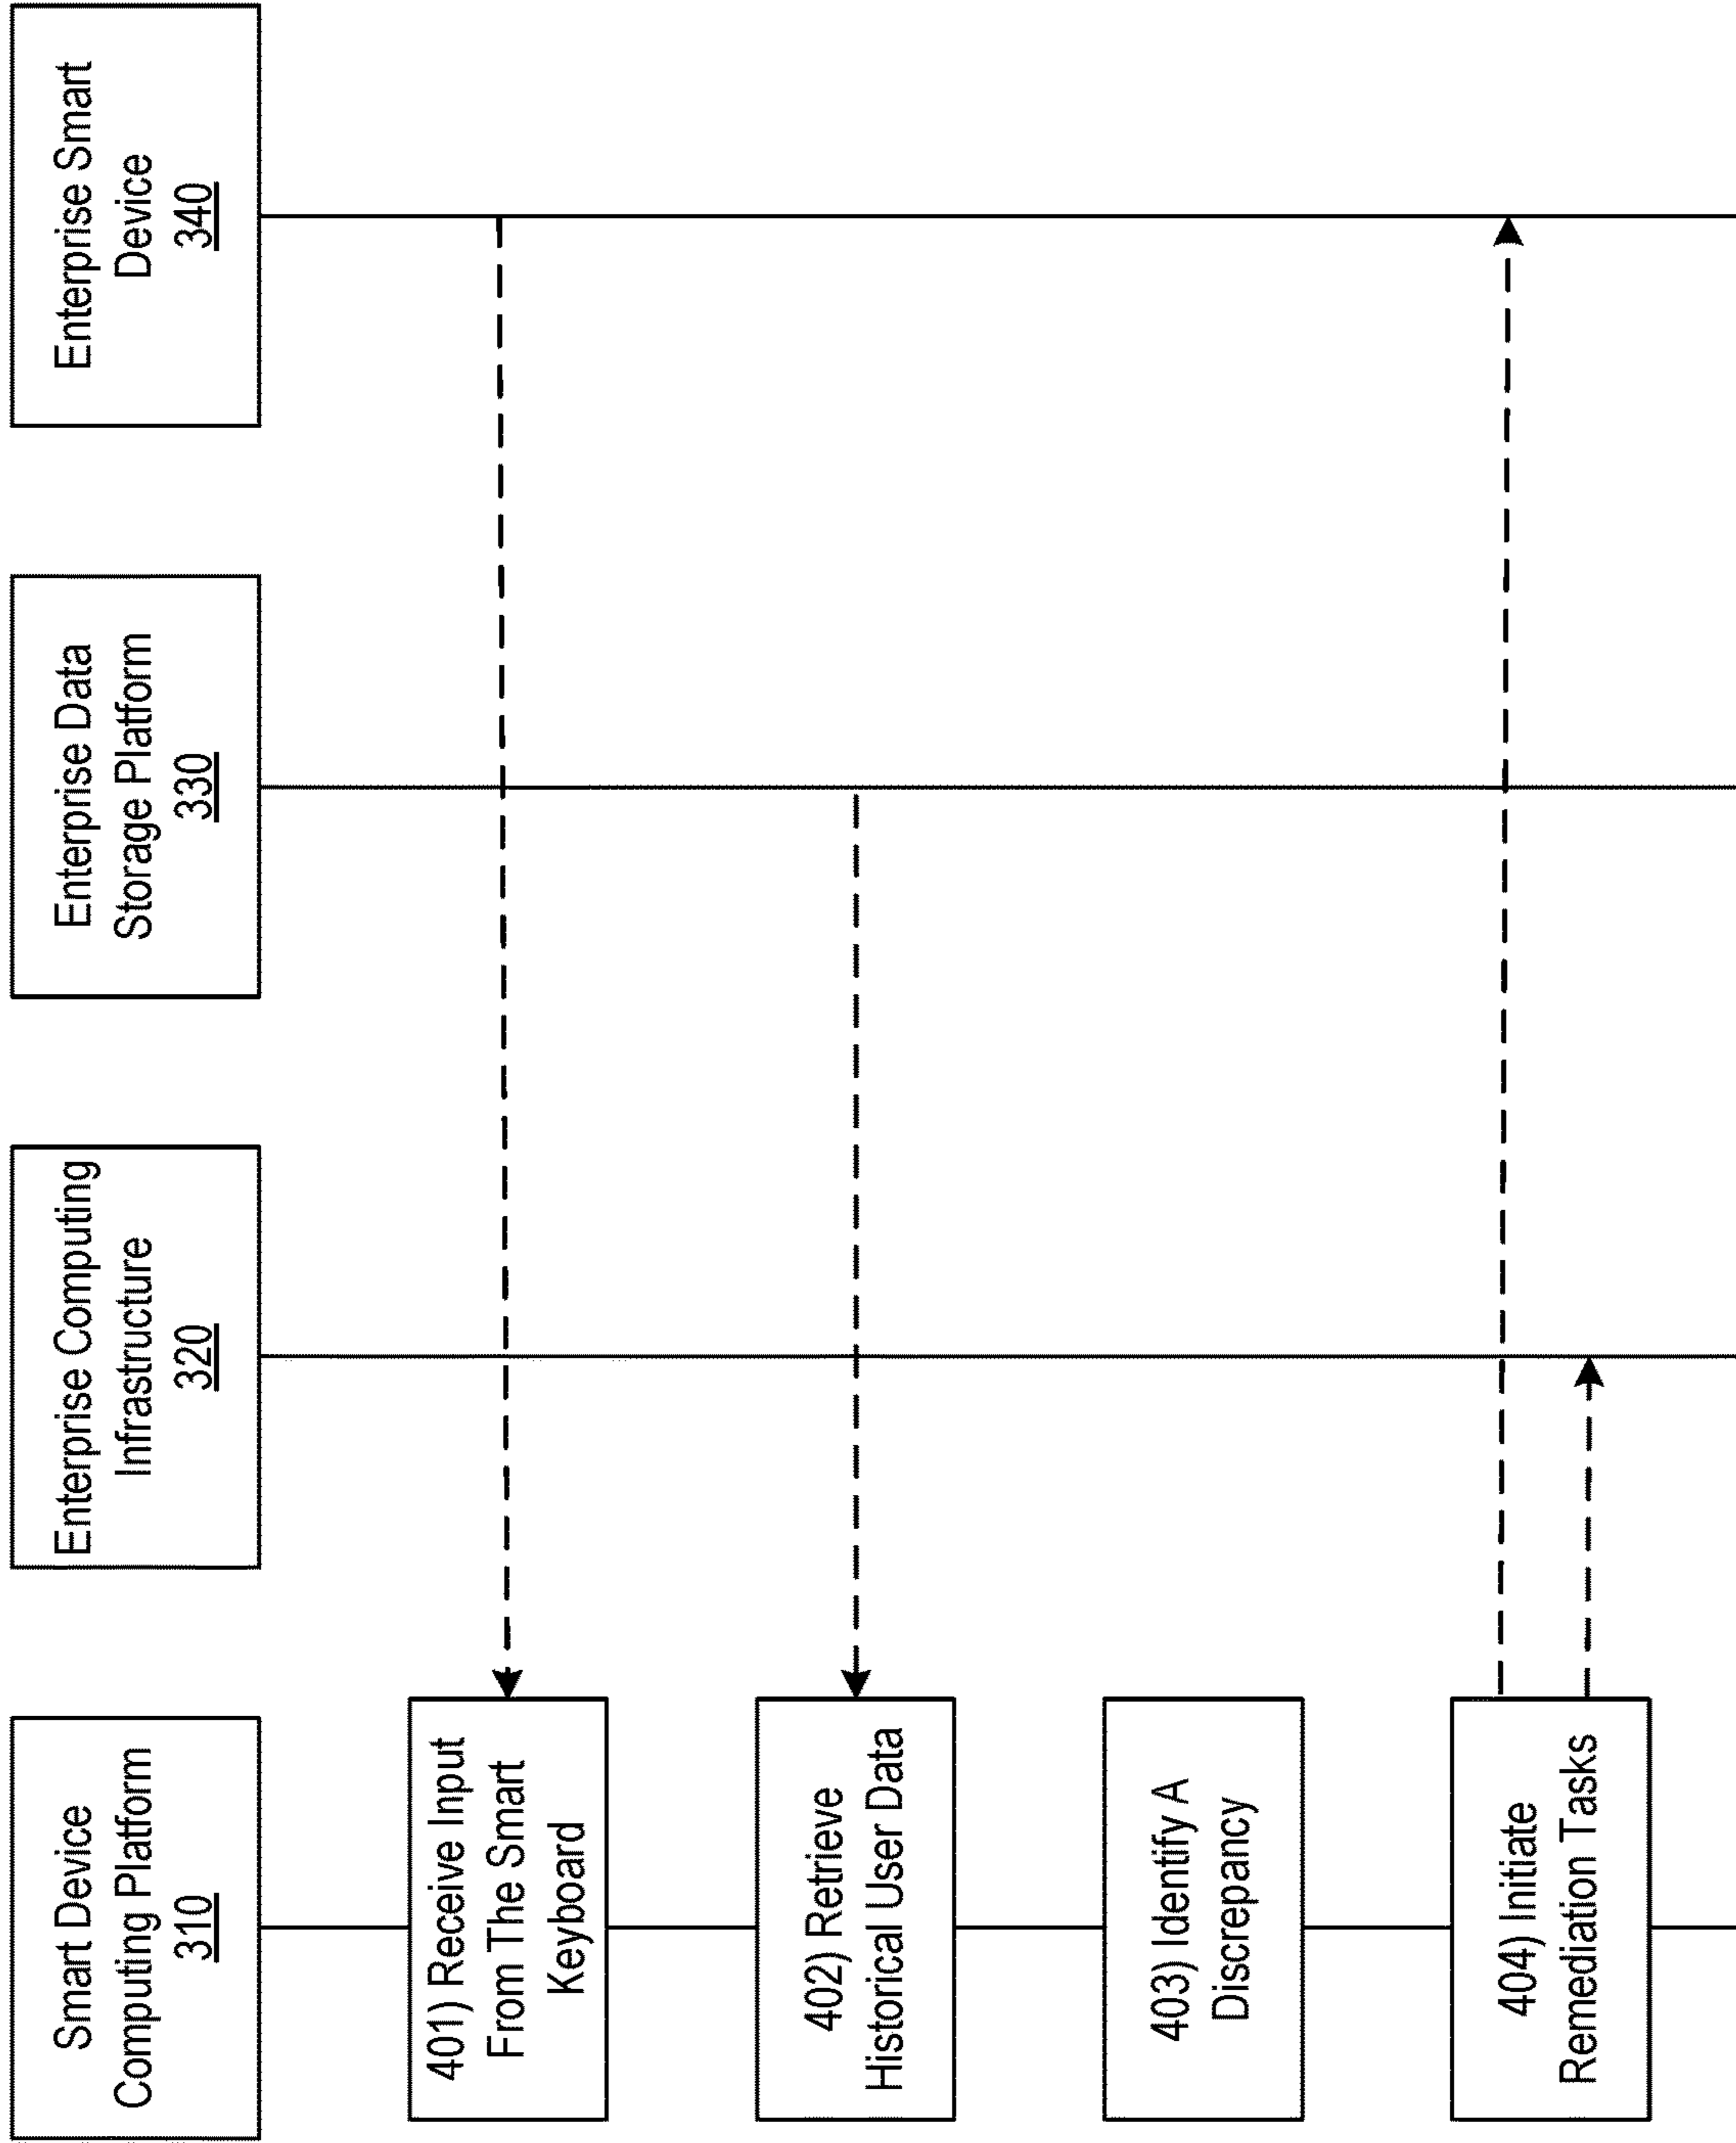 Smart Device
Computing Platform
310
Enterprise Computing
Infrastructure
320
Enterprise Data
Storage Platform
330
Enterprise Smart
Device
340
401) Receive Input
From The Smart
Keyboard
402) Retrieve
Historical User Data
403) Identify A
Discrepancy
404) Initiate
Remediation Tasks